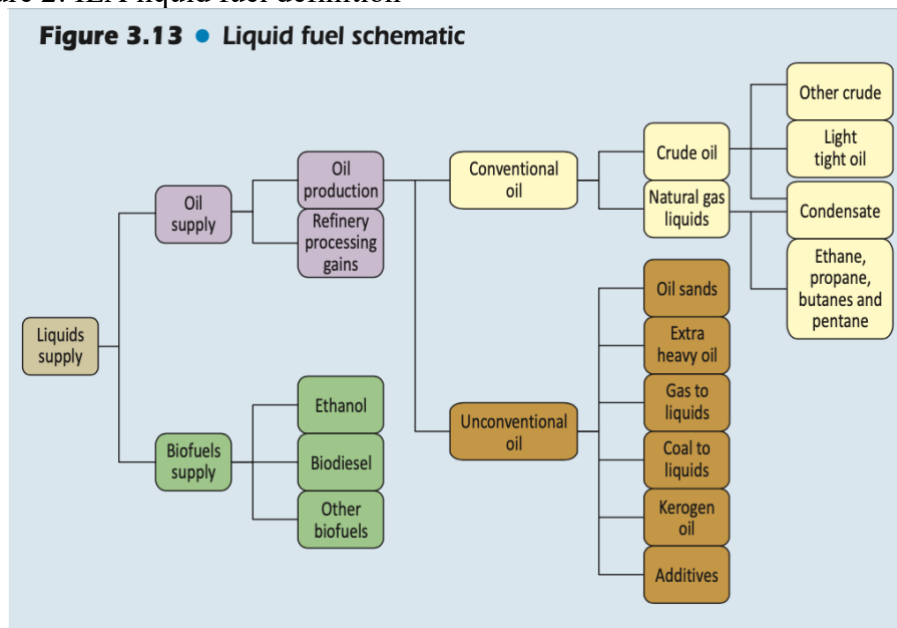 Figure 3.13 • Liquid fuel schematic
Liquids
supply
Oil
supply
Biofuels
supply
Oil
production
Refinery
processing
gains
Ethanol
Biodiesel
Other
biofuels
Conventional
oil
Unconventional
oil
Crude oil
Natural gas
liquids
Oil sands
Extra
heavy oil
Gas to
liquids
Coal to
liquids
Kerogen
oil
Additives
Other crude
Light
tight oil
Condensate
Ethane,
propane,
butanes and
pentane